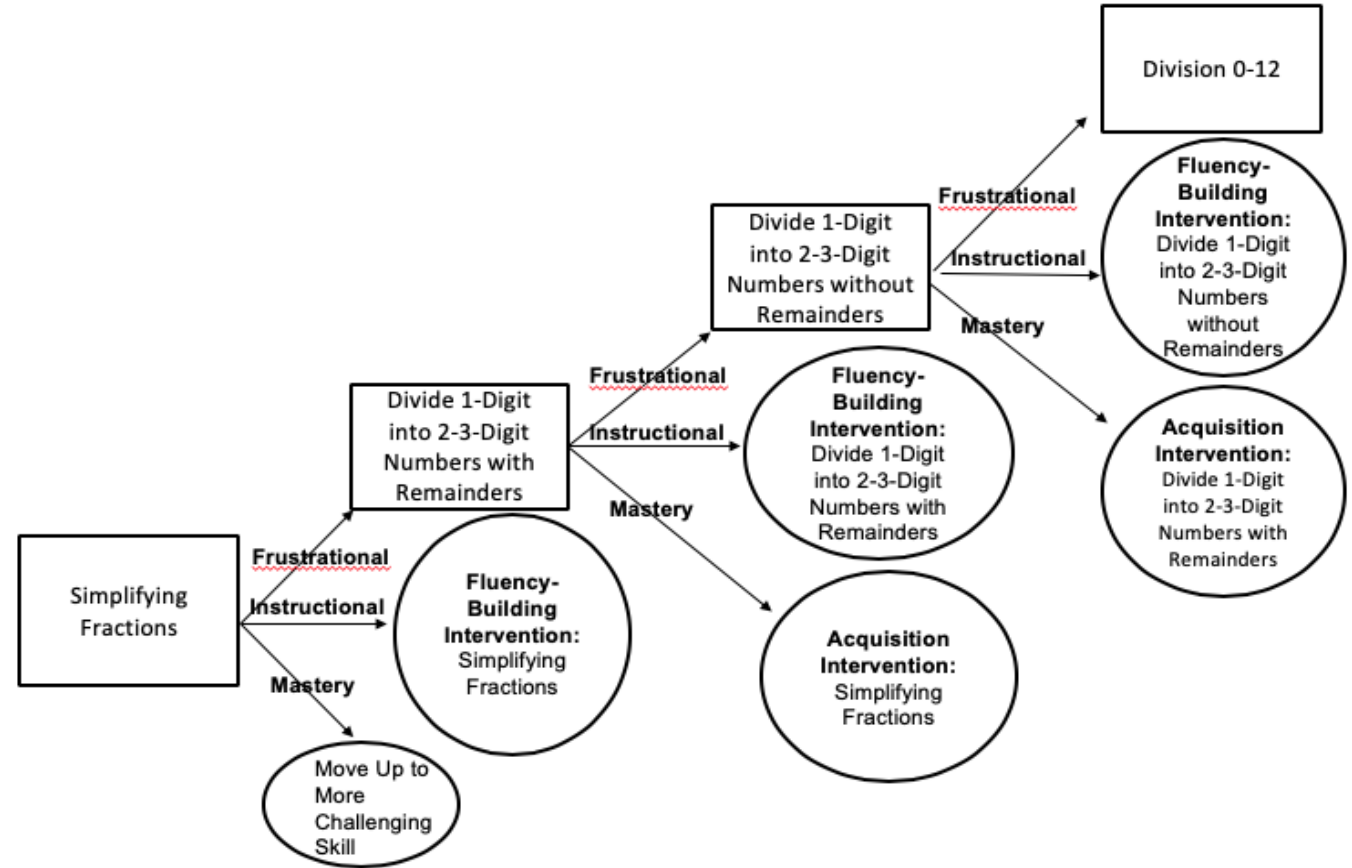 Division 0-12
Fluency-
Building
Intervention:
Divide 1-Digit
into 2-3-Digit
Numbers
without
Remainders
Frustrational
Instructional
Mastery
Divide 1-Digit
into 2-3-Digit
Numbers without
Remainders
Acquisition
Intervention:
Divide 1-Digit
into 2-3-Digit
Numbers with
Remainders
Frustrational
Instructional
Mastery
Fluency-
Building
Intervention:
Divide 1-Digit
into 2-3-Digit
Numbers with
Remainders
Divide 1-Digit
into 2-3-Digit
Numbers with
Remainders
Acquisition
Intervention:
Simplifying
Fractions
Frustrational
Instructional
Mastery
Fluency-
Building
Intervention:
Simplifying
Fractions
Simplifying
Fractions
Move Up to
More
Challenging
Skill